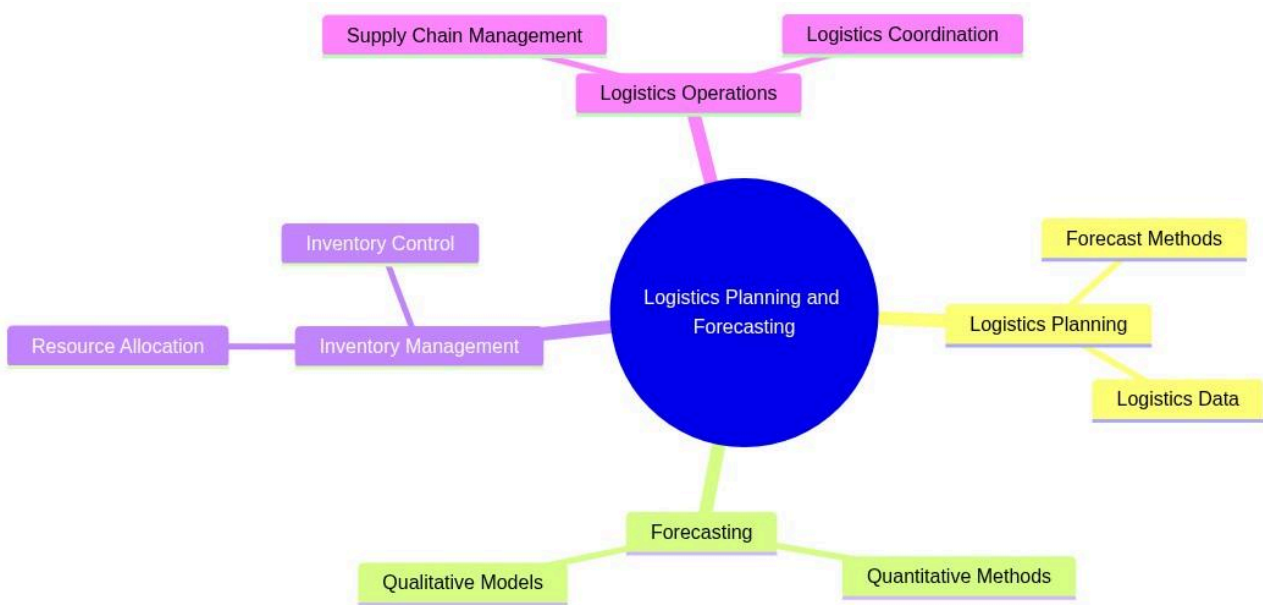 Supply Chain Management
Logistics Coordination
Logistics Operations
Inventory Control
Forecast Methods
Logistics Planning and
Forecasting
Logistics Planning
Resource Allocation
Inventory Management
Logistics Data
Forecasting
Qualitative Models
Quantitative Methods